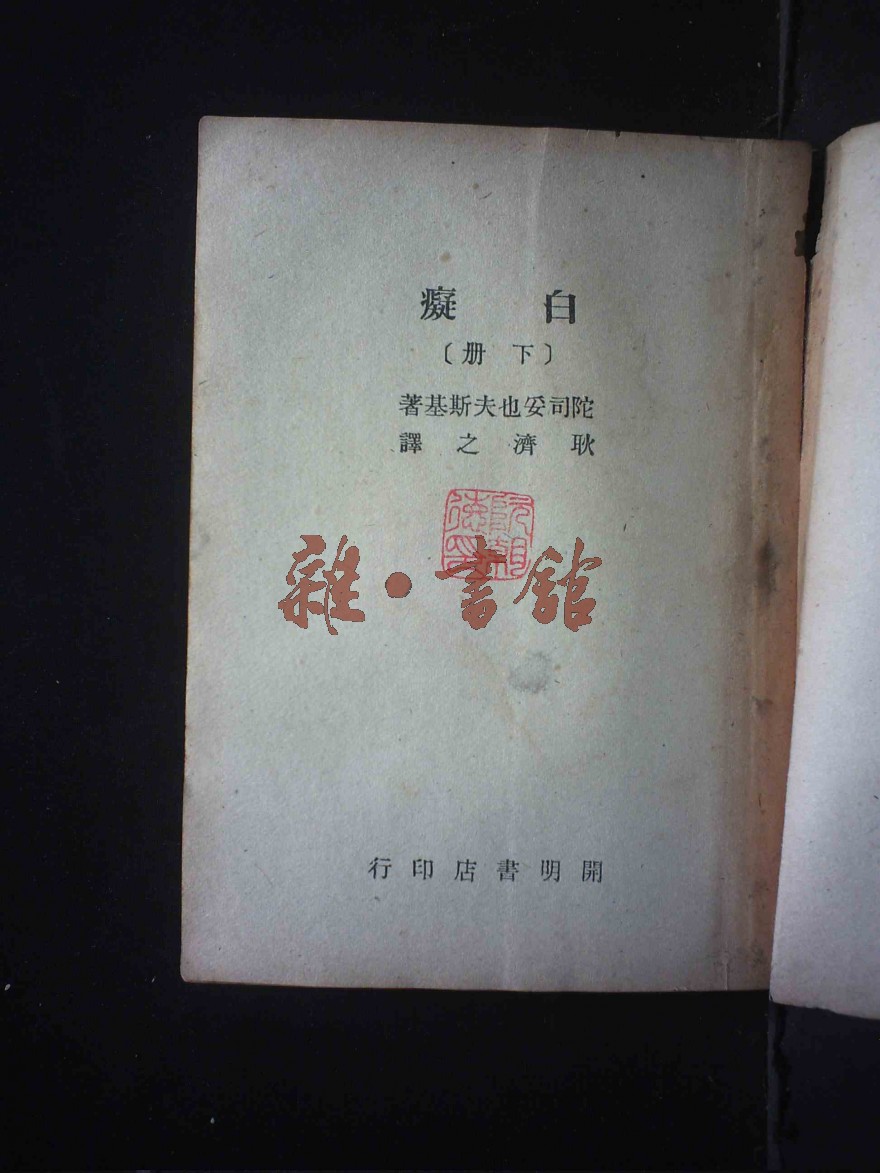 白癡
〔下册〕
陀司妥也夫斯基著
耿濟之譯
雜·書館
開明書店印行